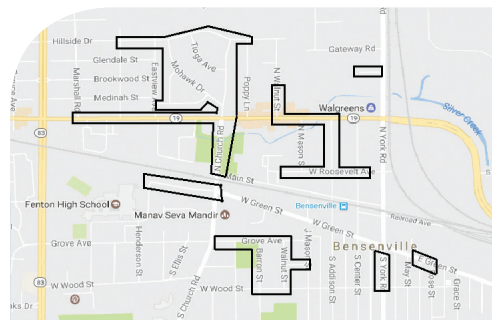 Hillside Dr
Glendale St
Brookwood St
Medinah St
Marshall Rd
Eastview Ave
Tioga Ave
Mohawk Dr
Poppy Ln
N Walnut St
Gateway Rd
Walgreens
Silver Creek
19
19
83
N Church Rd
N Mason St
N York Rd
Main St
W Roosevelt Ave
W Green St
Fenton High School
Manav Seva Mandir
Bensenville
Railroad Ave
W Green St
Bensenville
Grove Ave
Grove Ave
Henderson St
S Ellis St
Barron St
Walnut St
J Mason St
S Addison St
S Center St
S York Rd
May St
E Green St
Grace St
83
W Wood St
W Wood St
S Church Rd
oks Dr